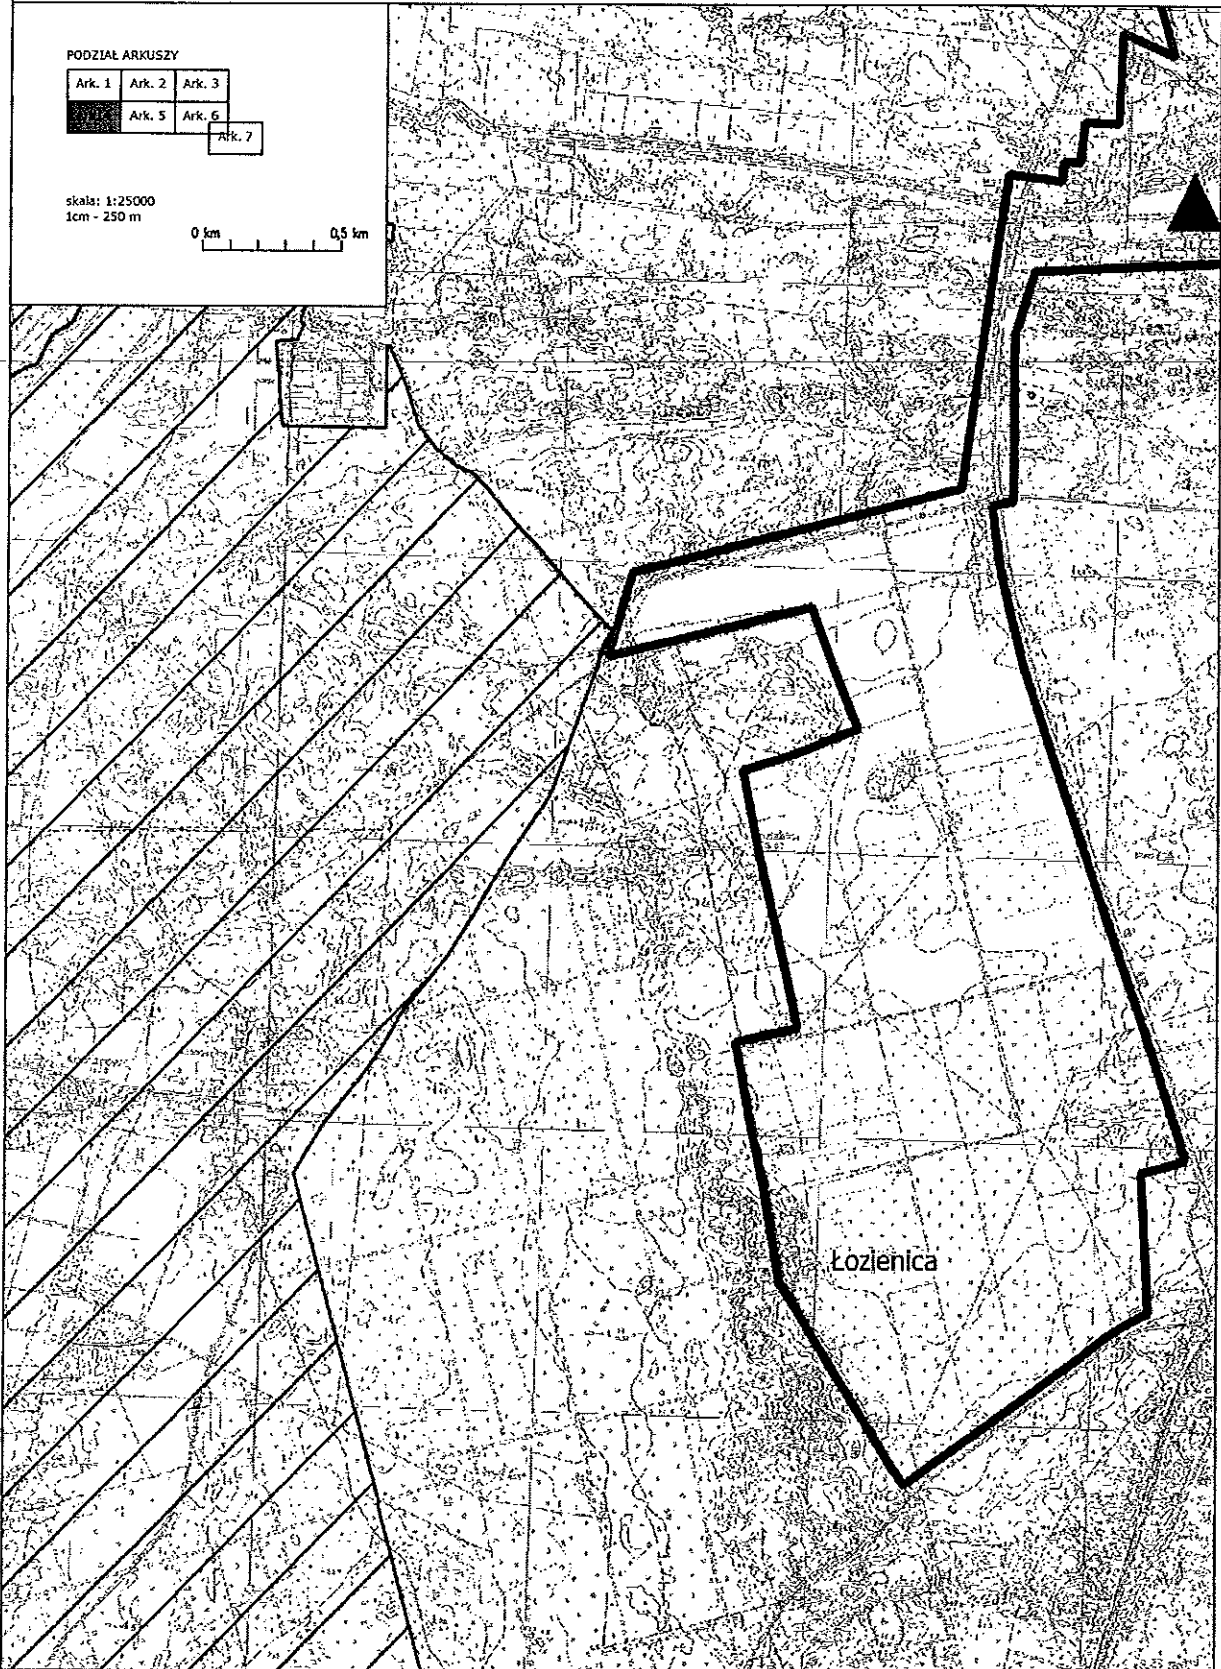 PODZIAŁ ARKUSZY
Ark. 1 Ark. 2 Ark. 3
Ark. 5 Ark. 6
Ark. 7
skala: 1:25000
1cm - 250 m
0 km 0,5 km
Łozienica